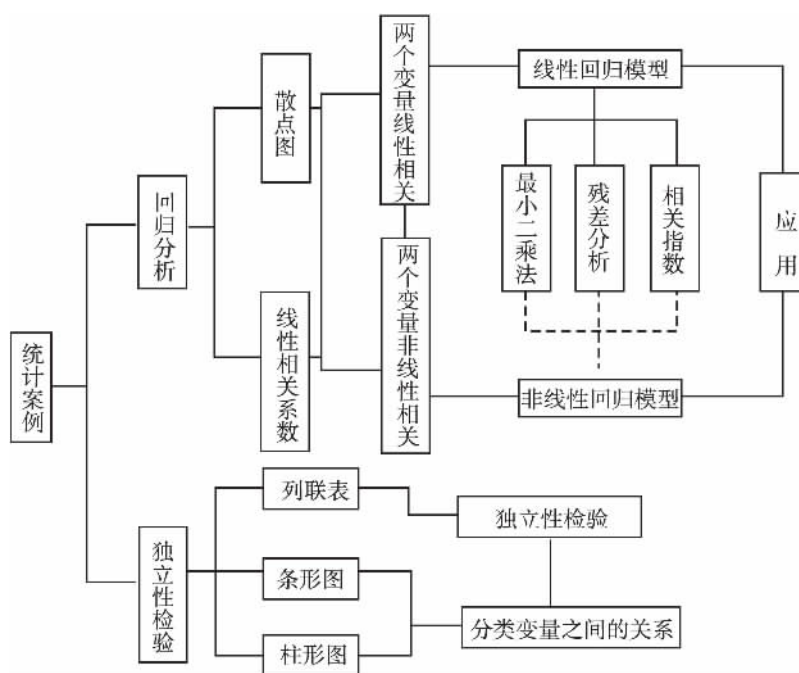 统计案例
回归分析
散点图
线性相关系数
两个变量线性相关
两个变量非线性相关
线性回归模型
最小二乘法
残差分析
相关指数
非线性回归模型
应用
独立性检验
列联表
条形图
柱形图
独立性检验
分类变量之间的关系